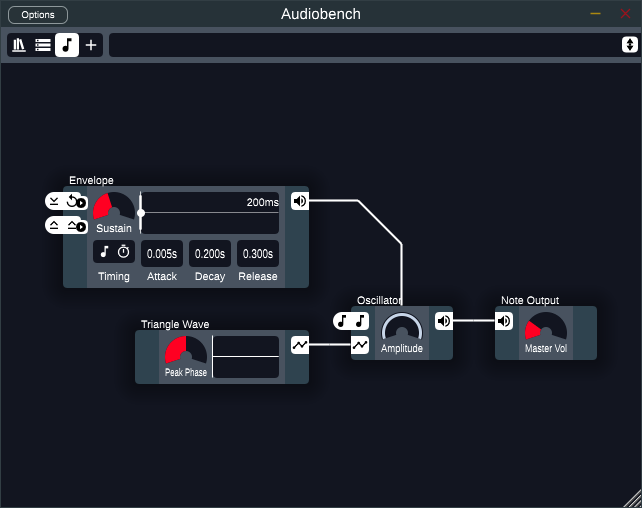 Options
Audiobench
Envelope
200ms
Sustain
0.005s
0.200s
0.300s
Timing
Attack
Decay
Release
Oscillator
Note Output
Triangle Wave
Amplitude
Master Vol
Peak Phase